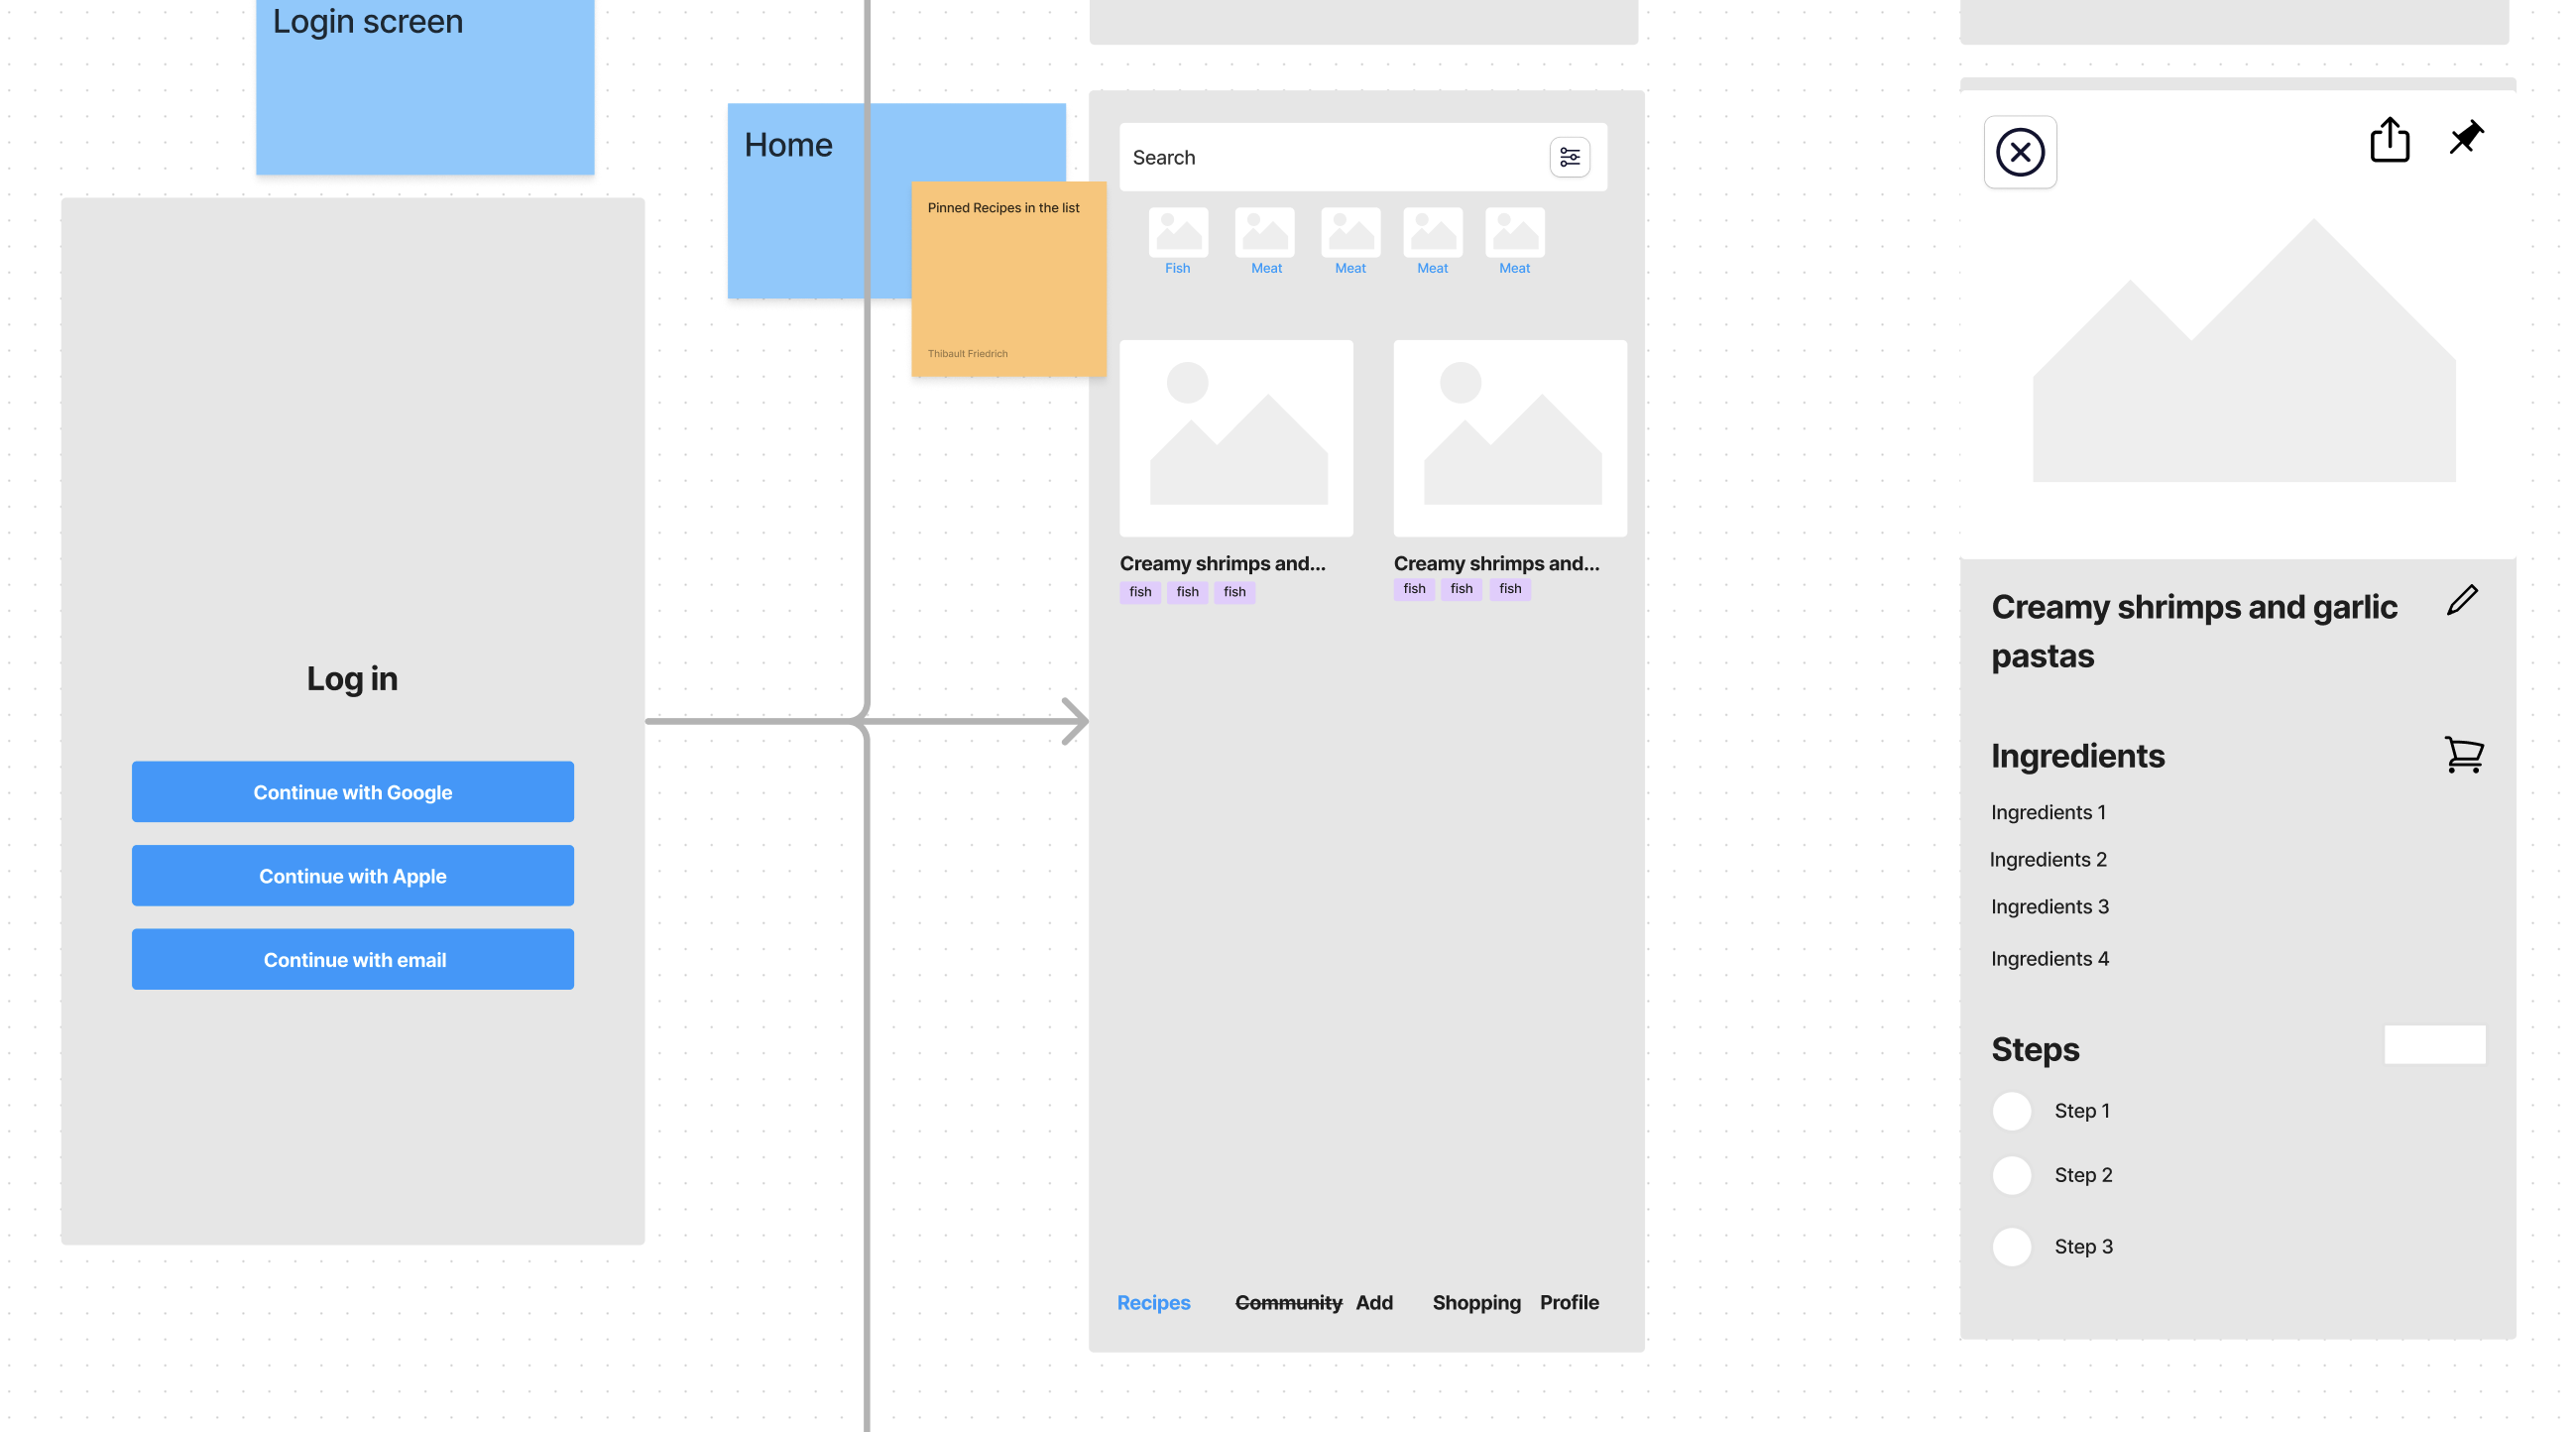 Login screen
Home
Pinned Recipes in the list
Thibault Friedrich
Log in
Continue with Google
Continue with Apple
Continue with email
Search
Fish
Meat
Meat
Meat
Meat
Creamy shrimps and...
fish fish fish
Creamy shrimps and...
fish fish fish
Recipes Community Add Shopping Profile
Creamy shrimps and garlic
pastas
Ingredients
Ingredients 1
Ingredients 2
Ingredients 3
Ingredients 4
Steps
Step 1
Step 2
Step 3